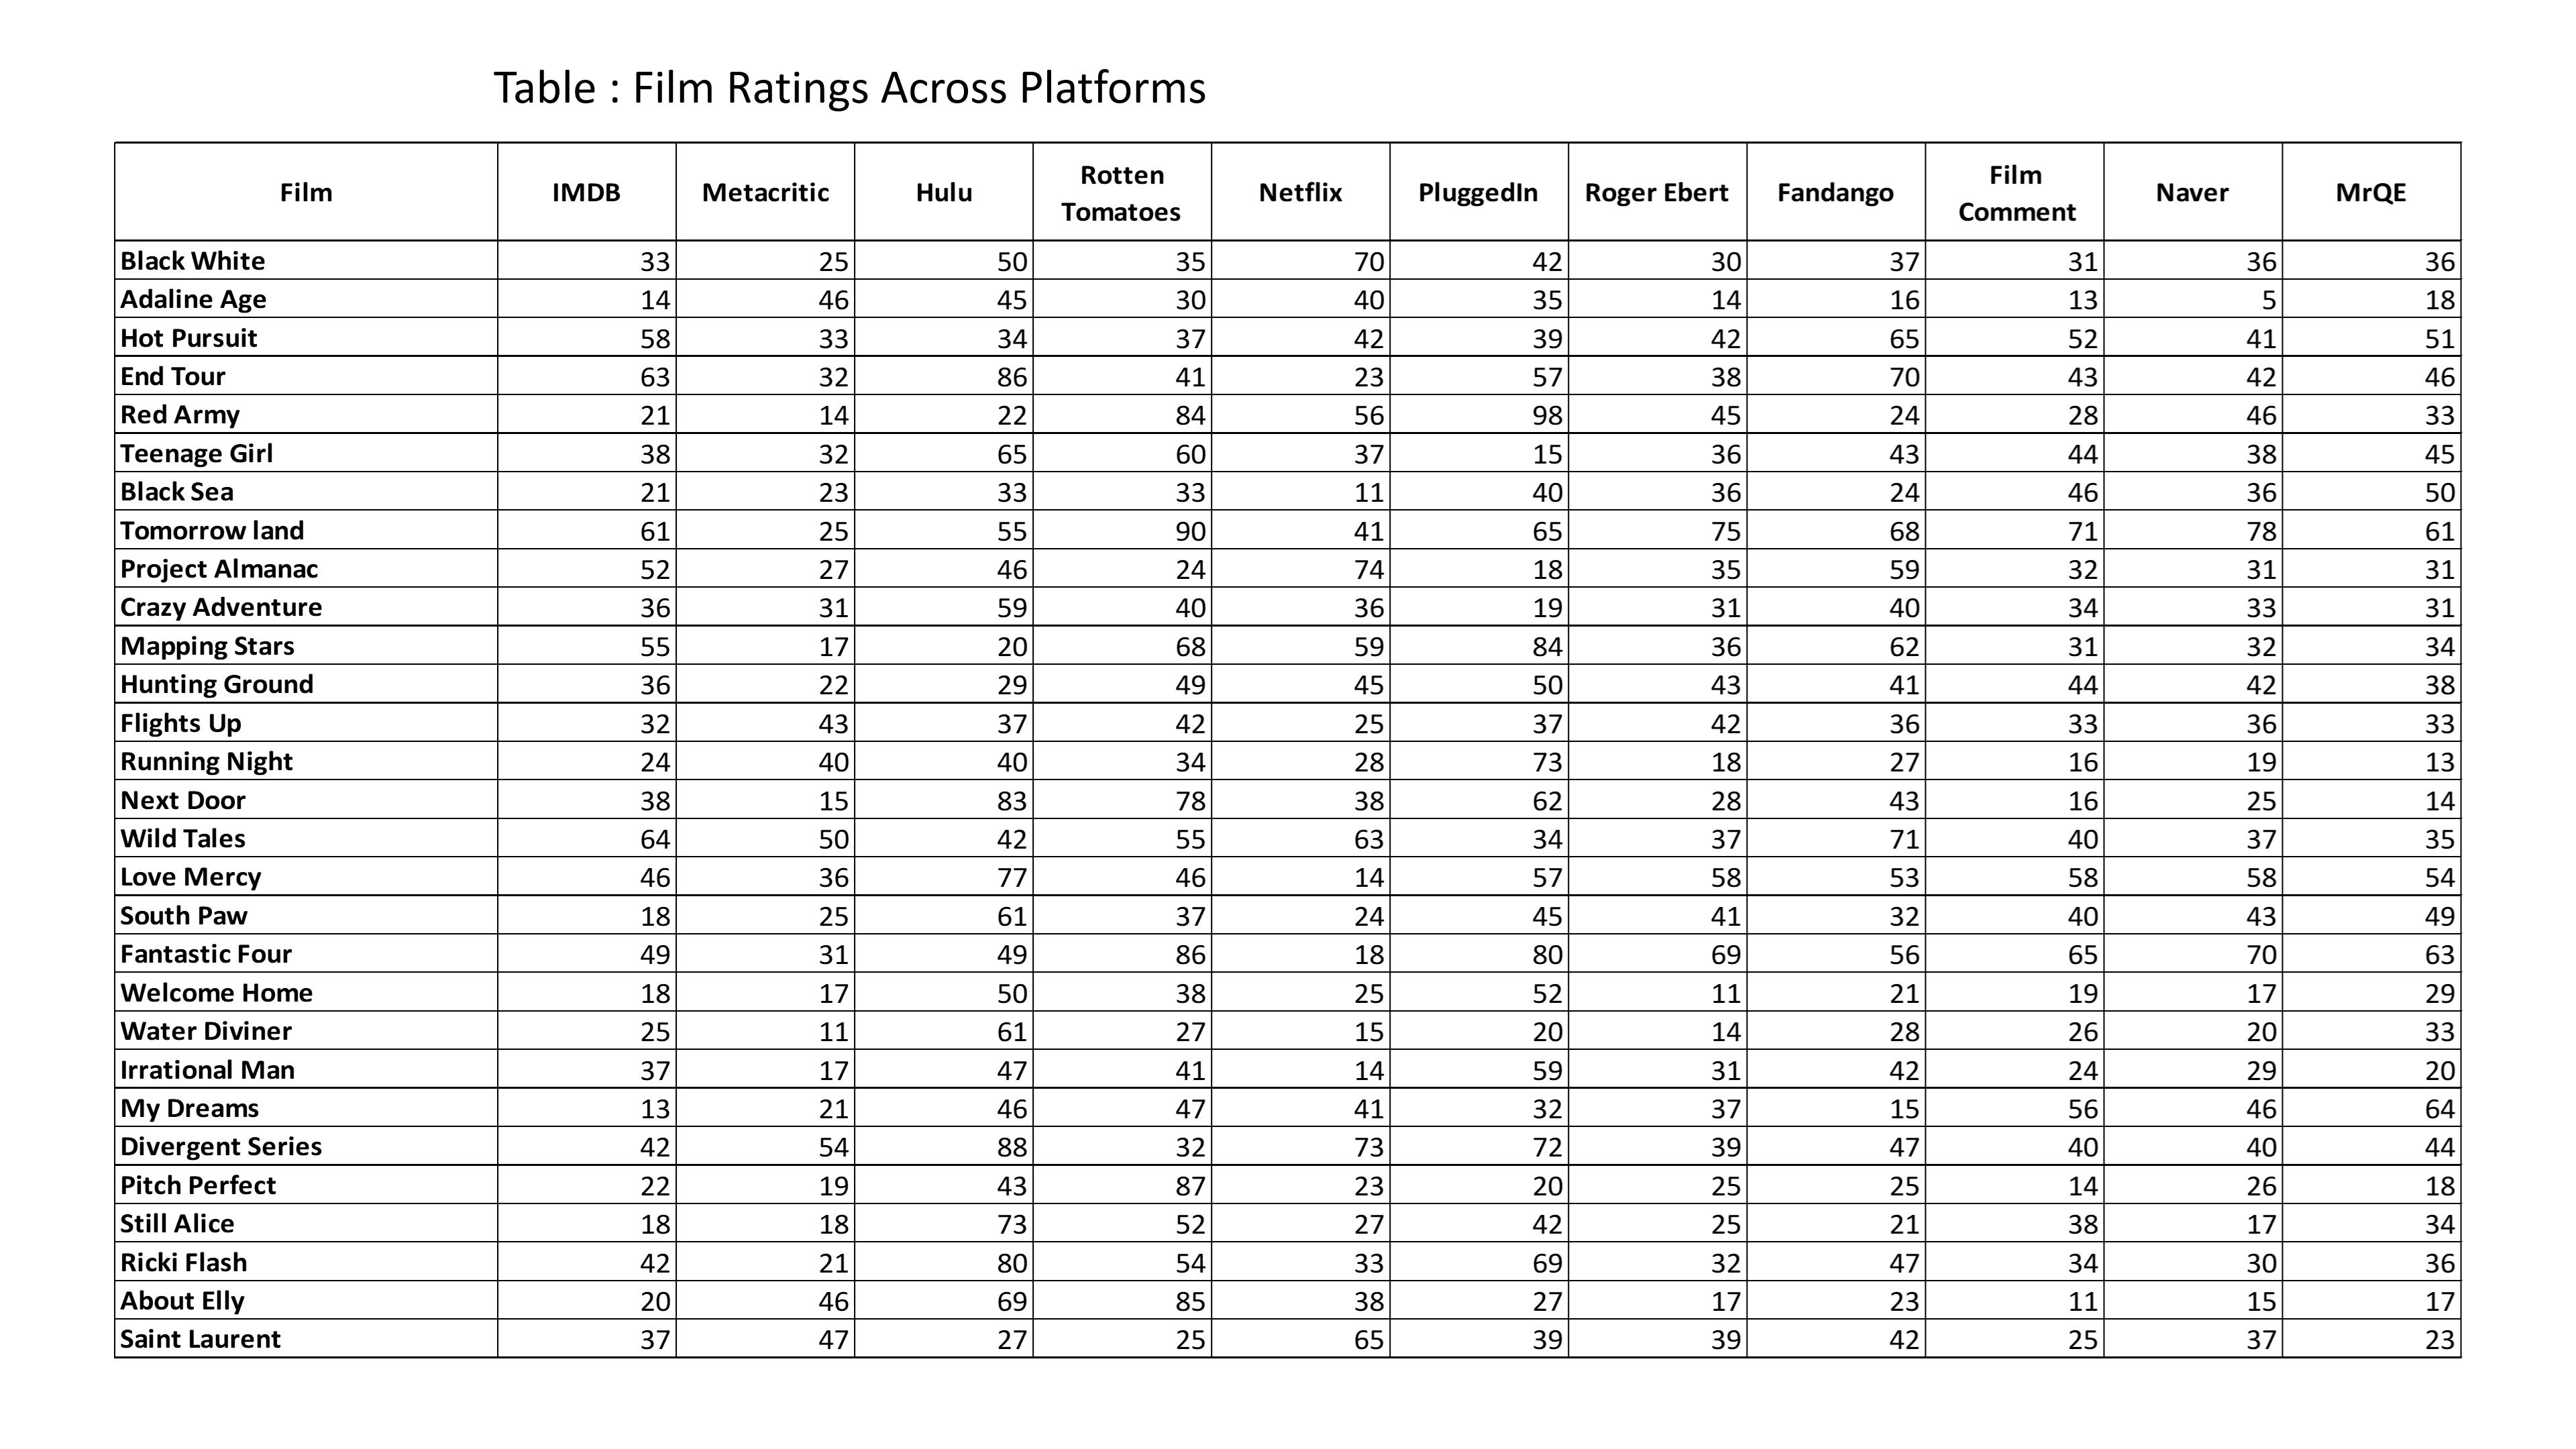 Table : Film Ratings Across Platforms
Film IMDB Metacritic Hulu Rotten Tomatoes Netflix PluggedIn Roger Ebert Fandango Film Comment Naver MrQE
Black White 33 25 50 35 70 42 30 37 31 36 36
Adaline Age 14 46 45 30 40 35 14 16 13 5 18
Hot Pursuit 58 33 34 37 42 39 42 65 52 41 51
End Tour 63 32 86 41 23 57 38 70 43 42 46
Red Army 21 14 22 84 56 98 45 24 28 46 33
Teenage Girl 38 32 65 60 37 15 36 43 44 38 45
Black Sea 21 23 33 33 11 40 36 24 46 36 50
Tomorrow land 61 25 55 90 41 65 75 68 71 78 61
Project Almanac 52 27 46 24 74 18 35 59 32 31 31
Crazy Adventure 36 31 59 40 36 19 31 40 34 33 31
Mapping Stars 55 17 20 68 59 84 36 62 31 32 34
Hunting Ground 36 22 29 49 45 50 43 41 44 42 38
Flights Up 32 43 37 42 25 37 42 36 33 36 33
Running Night 24 40 40 34 28 73 18 27 16 19 13
Next Door 38 15 83 78 38 62 28 43 16 25 14
Wild Tales 64 50 42 55 63 34 37 71 40 37 35
Love Mercy 46 36 77 46 14 57 58 53 58 58 54
South Paw 18 25 61 37 24 45 41 32 40 43 49
Fantastic Four 49 31 49 86 18 80 69 56 65 70 63
Welcome Home 18 17 50 38 25 52 11 21 19 17 29
Water Diviner 25 11 61 27 15 20 14 28 26 20 33
Irrational Man 37 17 47 41 14 59 31 42 24 29 20
My Dreams 13 21 46 47 41 32 37 15 56 46 64
Divergent Series 42 54 88 32 73 72 39 47 40 40 44
Pitch Perfect 22 19 43 87 23 20 25 25 14 26 18
Still Alice 18 18 73 52 27 42 25 21 38 17 34
Ricki Flash 42 21 80 54 33 69 32 47 34 30 36
About Elly 20 46 69 85 38 27 17 23 11 15 17
Saint Laurent 37 47 27 25 65 39 39 42 25 37 23